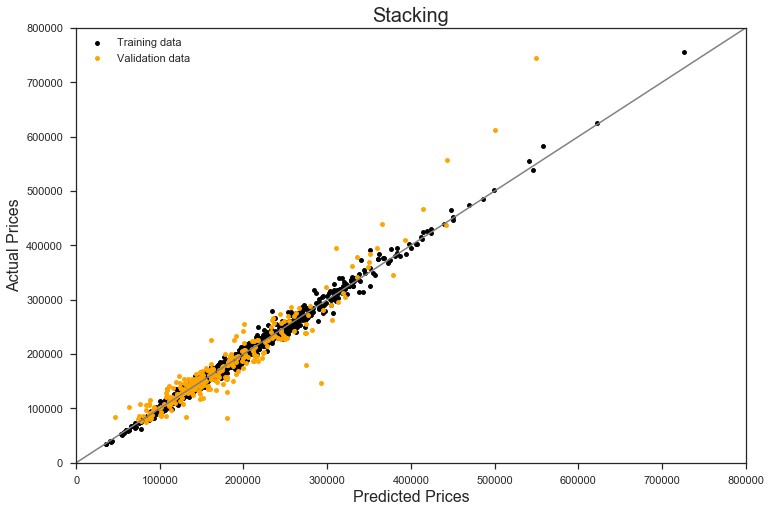 Stacking
Training data
Validation data
800000
700000
600000
500000
400000
300000
200000
100000
0
Actual Prices
0 100000 200000 300000 400000 500000 600000 700000 800000
Predicted Prices